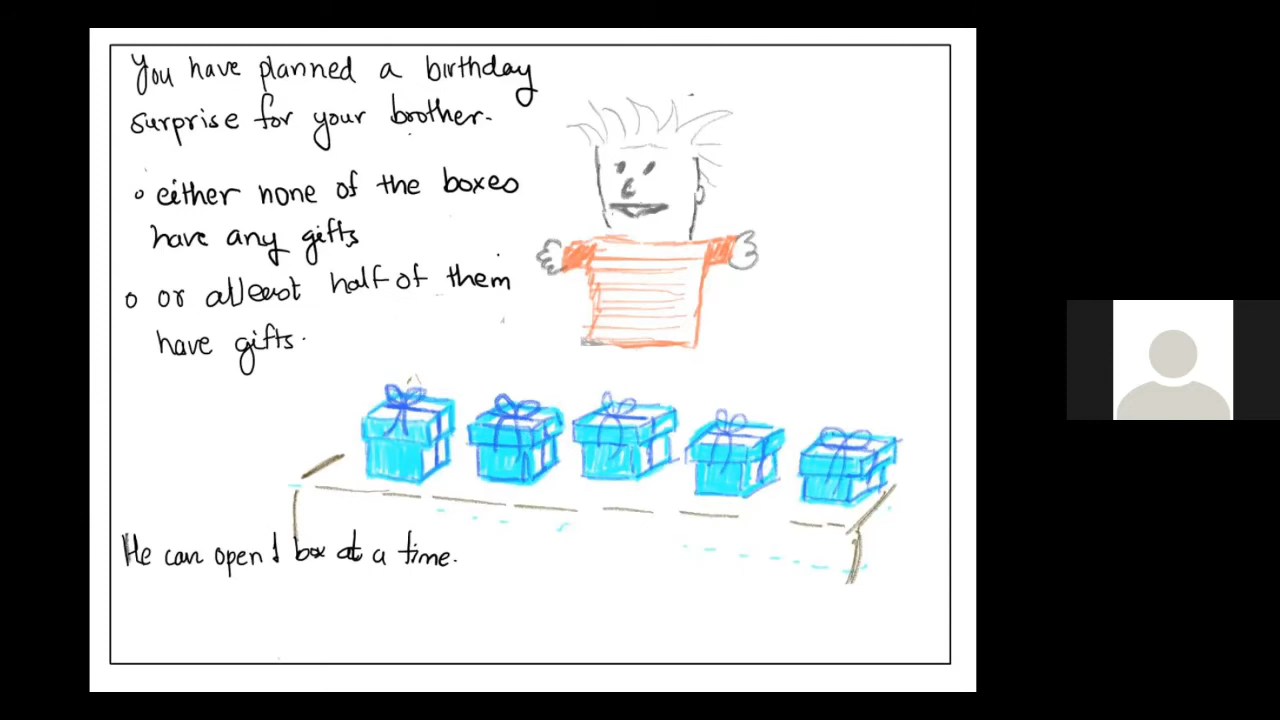 You have planned a birthday
surprise for your brother.
either none of the boxes
have any gifts
or atleast half of them
have gifts.
He can open 1 box at a time.